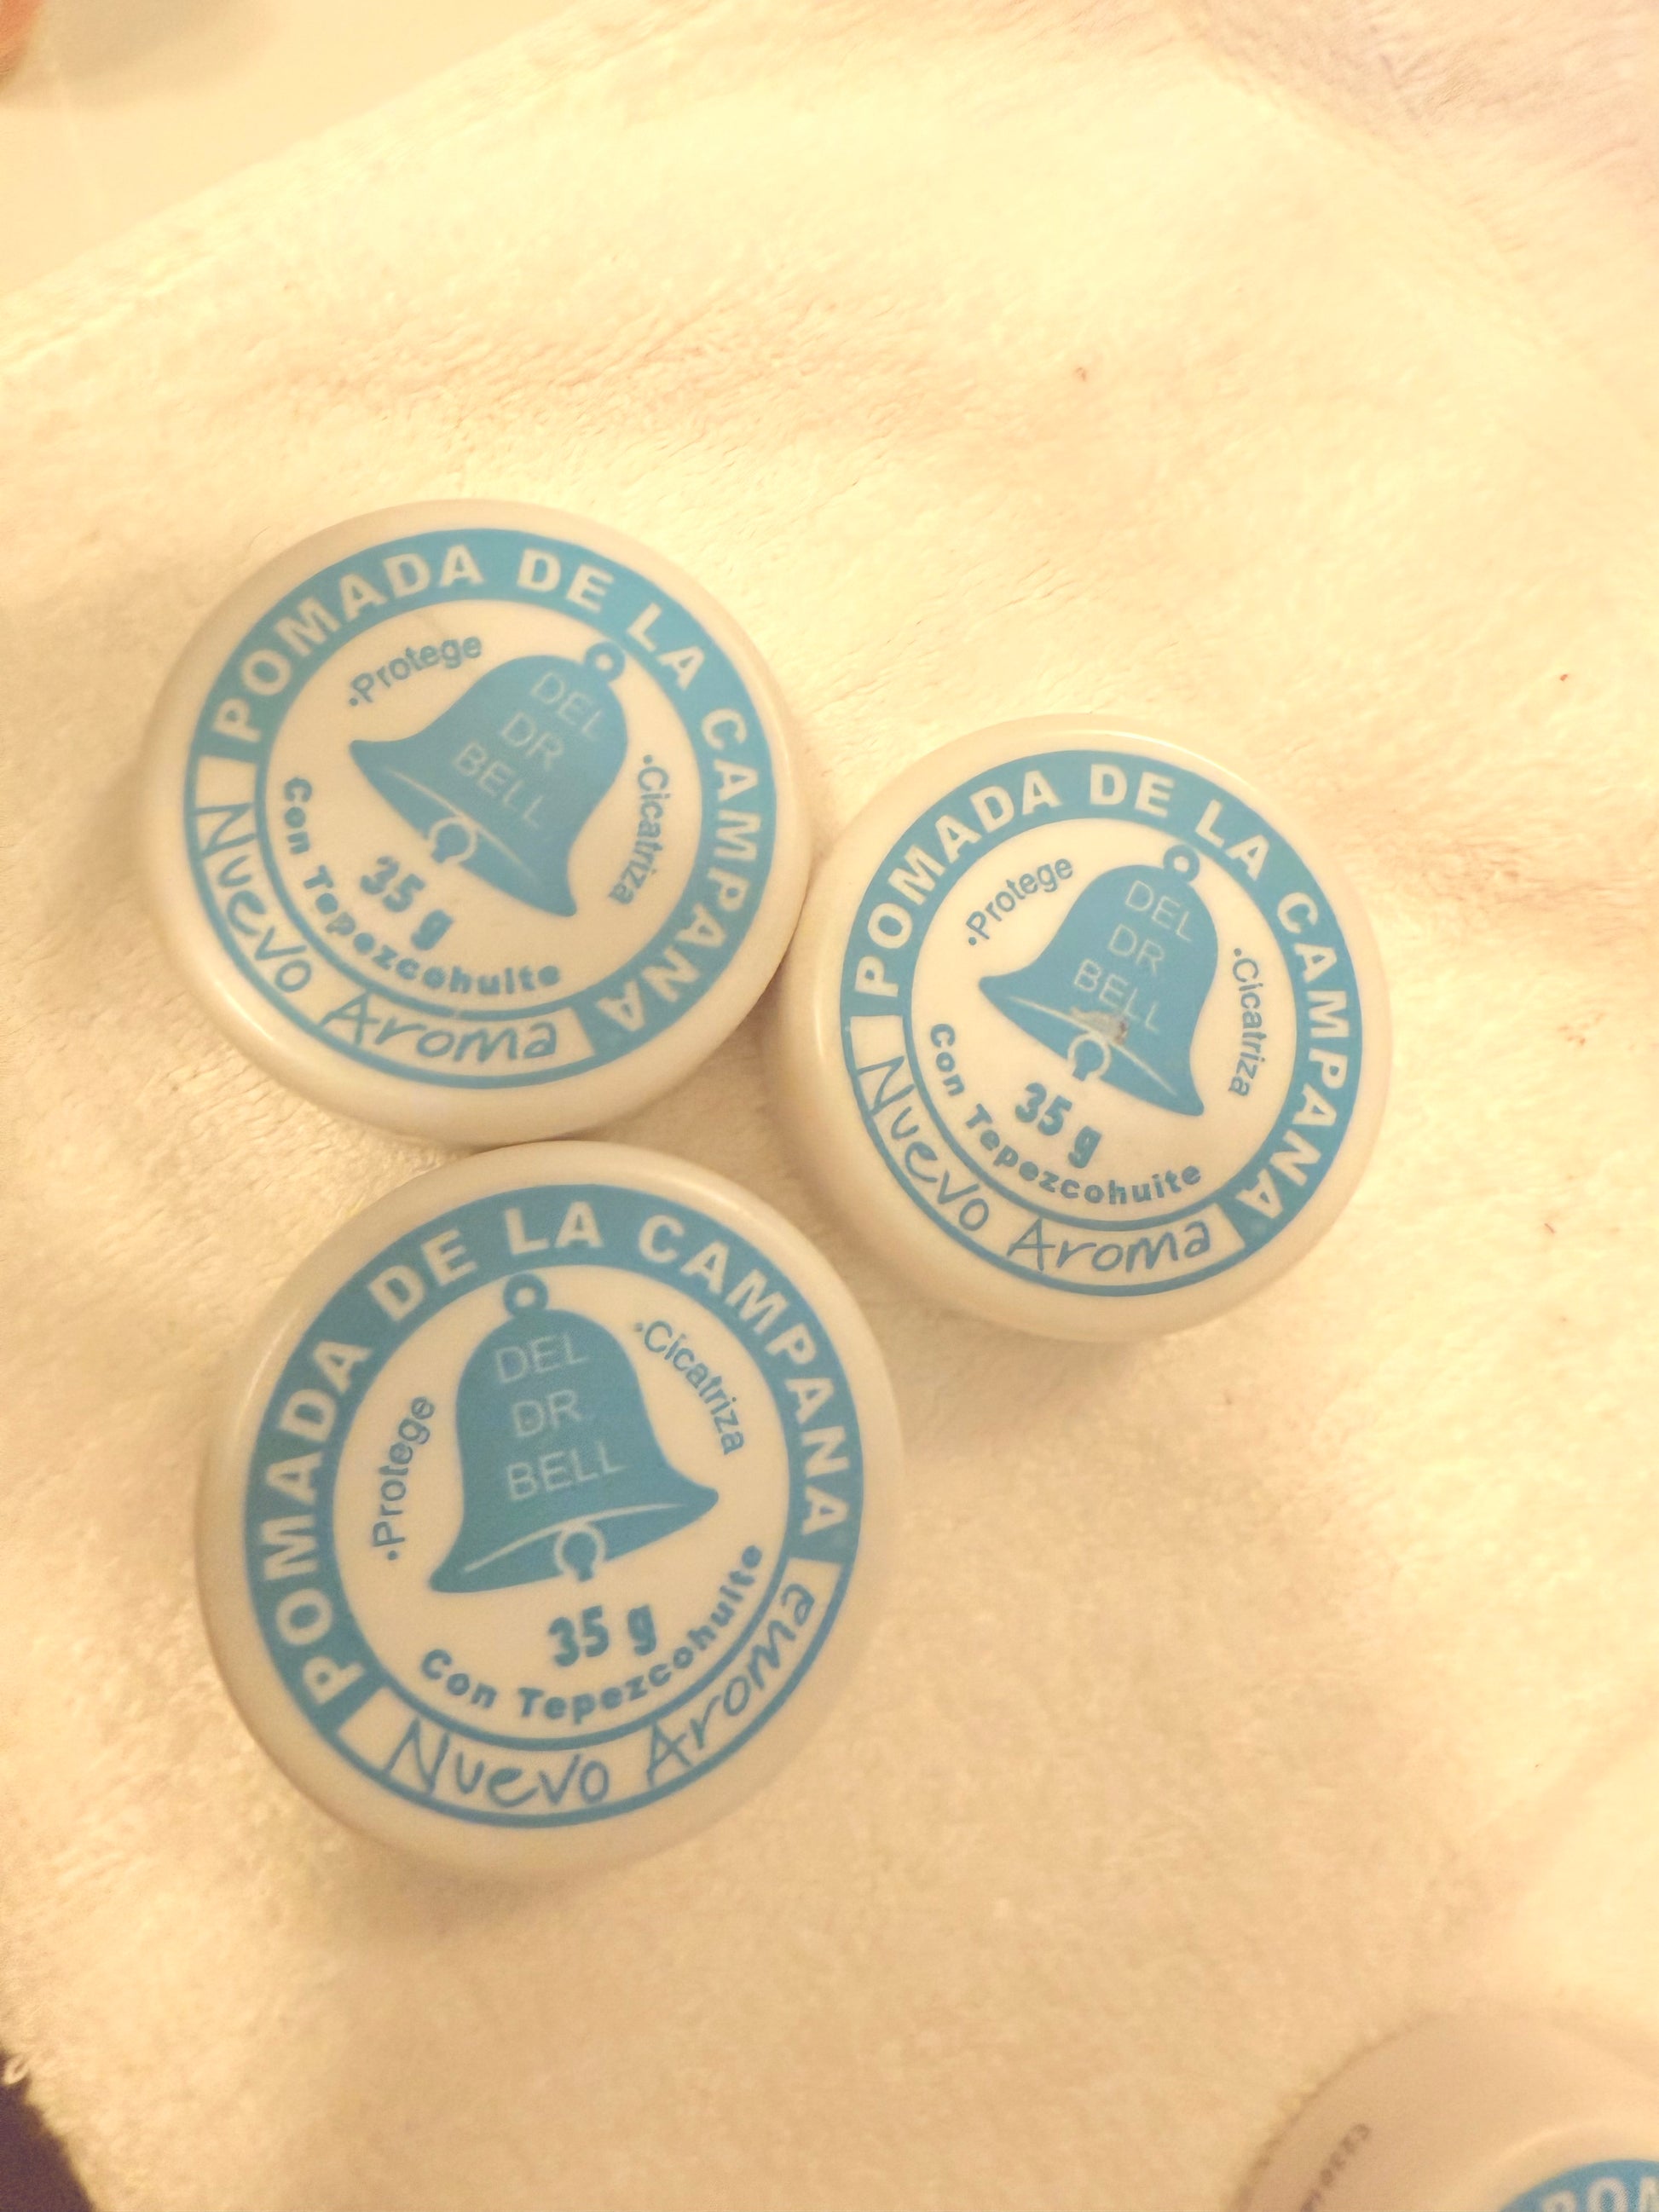 POMADA DE LA CAMPANA
·Protege
·Cicatriza
DEL
DR
BELL
35 g
Con Tepezcohuite
Nuevo Aroma
POMADA DE LA CAMPANA
·Protege
·Cicatriza
DEL
DR
BELL
35 g
Con Tepezcohuite
Nuevo Aroma
POMADA DE LA CAMPANA
·Protege
·Cicatriza
DEL
DR
BELL
35 g
Con Tepezcohuite
Nuevo Aroma